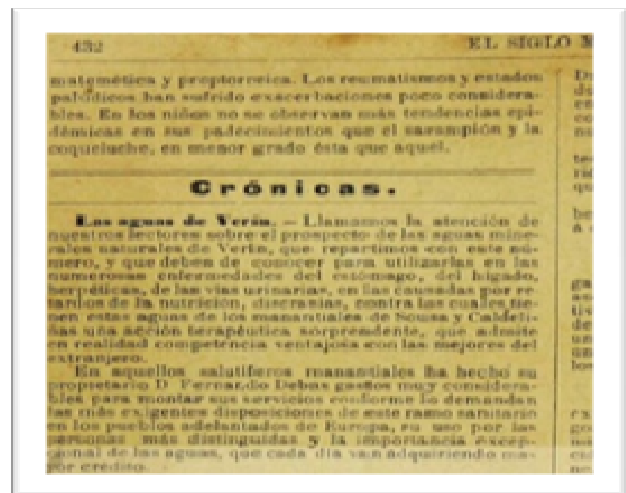 432
EL SIGLO M
matemética y proptorreica. Los reumatismos y estados
palúdicos han sufrido exacerbaciones poco considera-
bles. En los niños no se observan más tendencias epi-
démicas en sus padecimientos que el sarampión y la
coqueluche, en menor grado ésta que aquel.
Crónicas.
Las aguas de Verín. — Llamamos la atención de
nuestros lectores sobre el prospecto de las aguas mine-
rales naturales de Verín, que repartimos con este nú-
mero, y que deben de conocer para utilizarlas en las
numerosas enfermedades del estómago, del hígado,
herpéticas, de las vías urinarias, en las causadas por re-
tardos de la nutrición, discrasias, contra las cuales tie-
nen estas aguas de los manantiales de Sousa y Caldeli-
ñas una acción terapéutica sorprendente, que admite
en realidad competencia ventajosa con las mejores del
extranjero.
En aquellos salutíferos manantiales ha hecho su
propietario D Fernando Debas gastos muy considera-
bles para montar sus servicios conforme lo demandan
las más exigentes disposiciones de este ramo sanitario
en los pueblos adelantados de Europa, su uso por las
personas más distinguidas y la importancia excep-
cional de las aguas, que cada día van adquiriendo ma-
yor crédito.